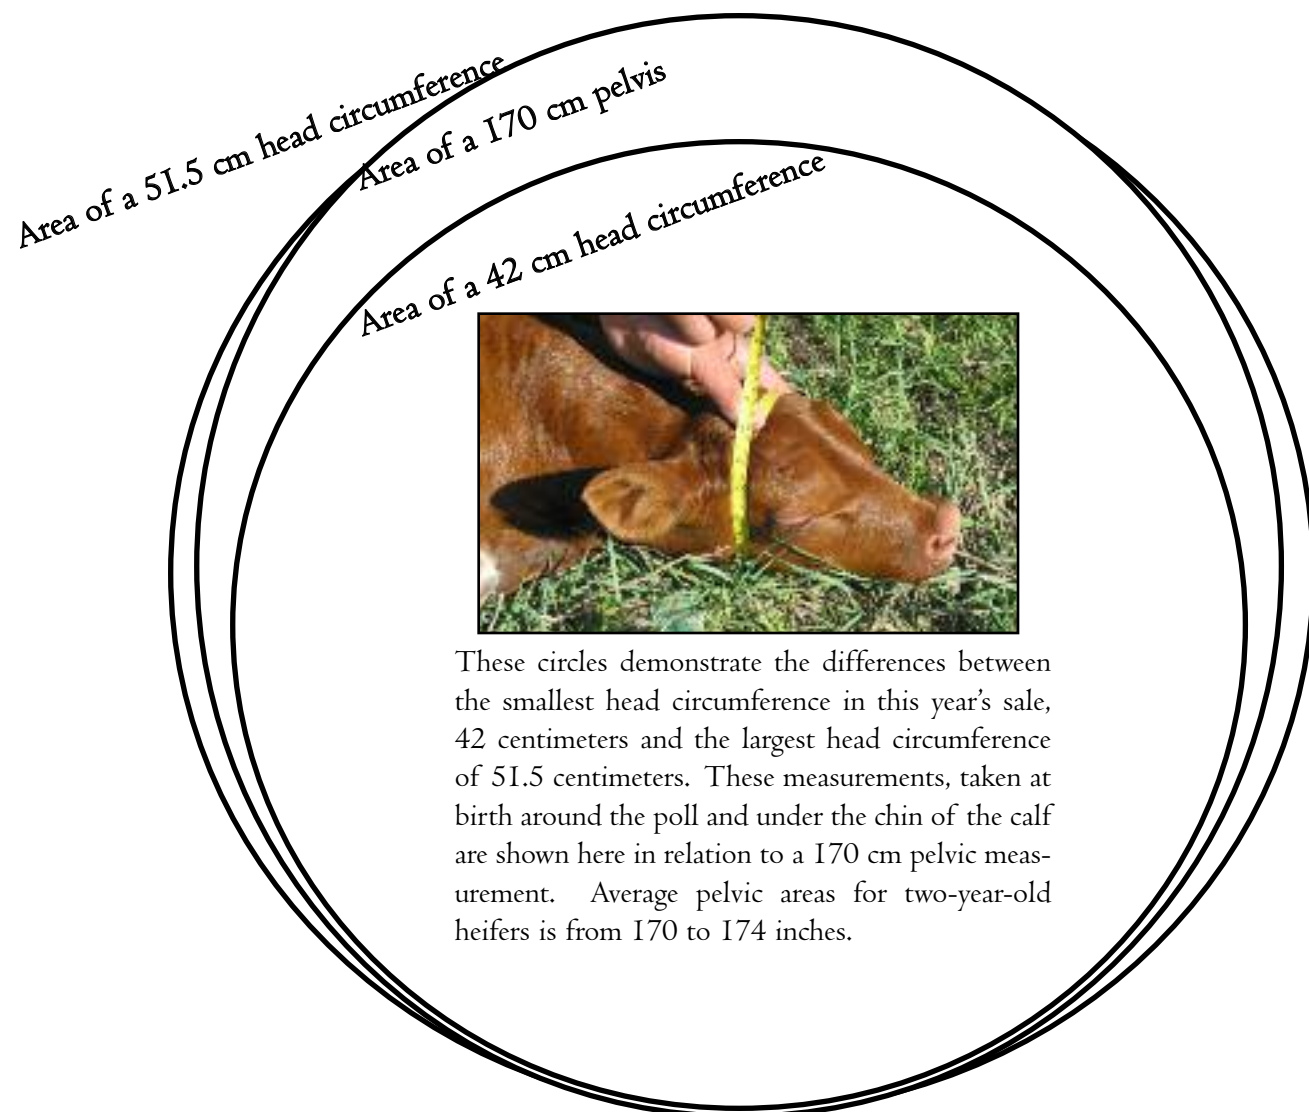 Area of a 51.5 cm head circumference
Area of a 170 cm pelvis
Area of a 42 cm head circumference
These circles demonstrate the differences between
the smallest head circumference in this year's sale,
42 centimeters and the largest head circumference
of 51.5 centimeters. These measurements, taken at
birth around the poll and under the chin of the calf
are shown here in relation to a 170 cm pelvic meas-
urement. Average pelvic areas for two-year-old
heifers is from 170 to 174 inches.